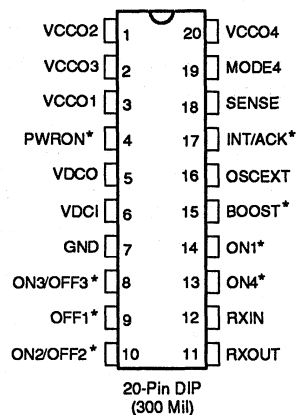 VCCO2 1 20 VCCO4
VCCO3 2 19 MODE4
VCCO1 3 18 SENSE
PWRON* 4 17 INT/ACK*
VDCO 5 16 OSCEXT
VDCI 6 15 BOOST*
GND 7 14 ON1*
ON3/OFF3* 8 13 ON4*
OFF1* 9 12 RXIN
ON2/OFF2* 10 11 RXOUT
20-Pin DIP
(300 Mil)